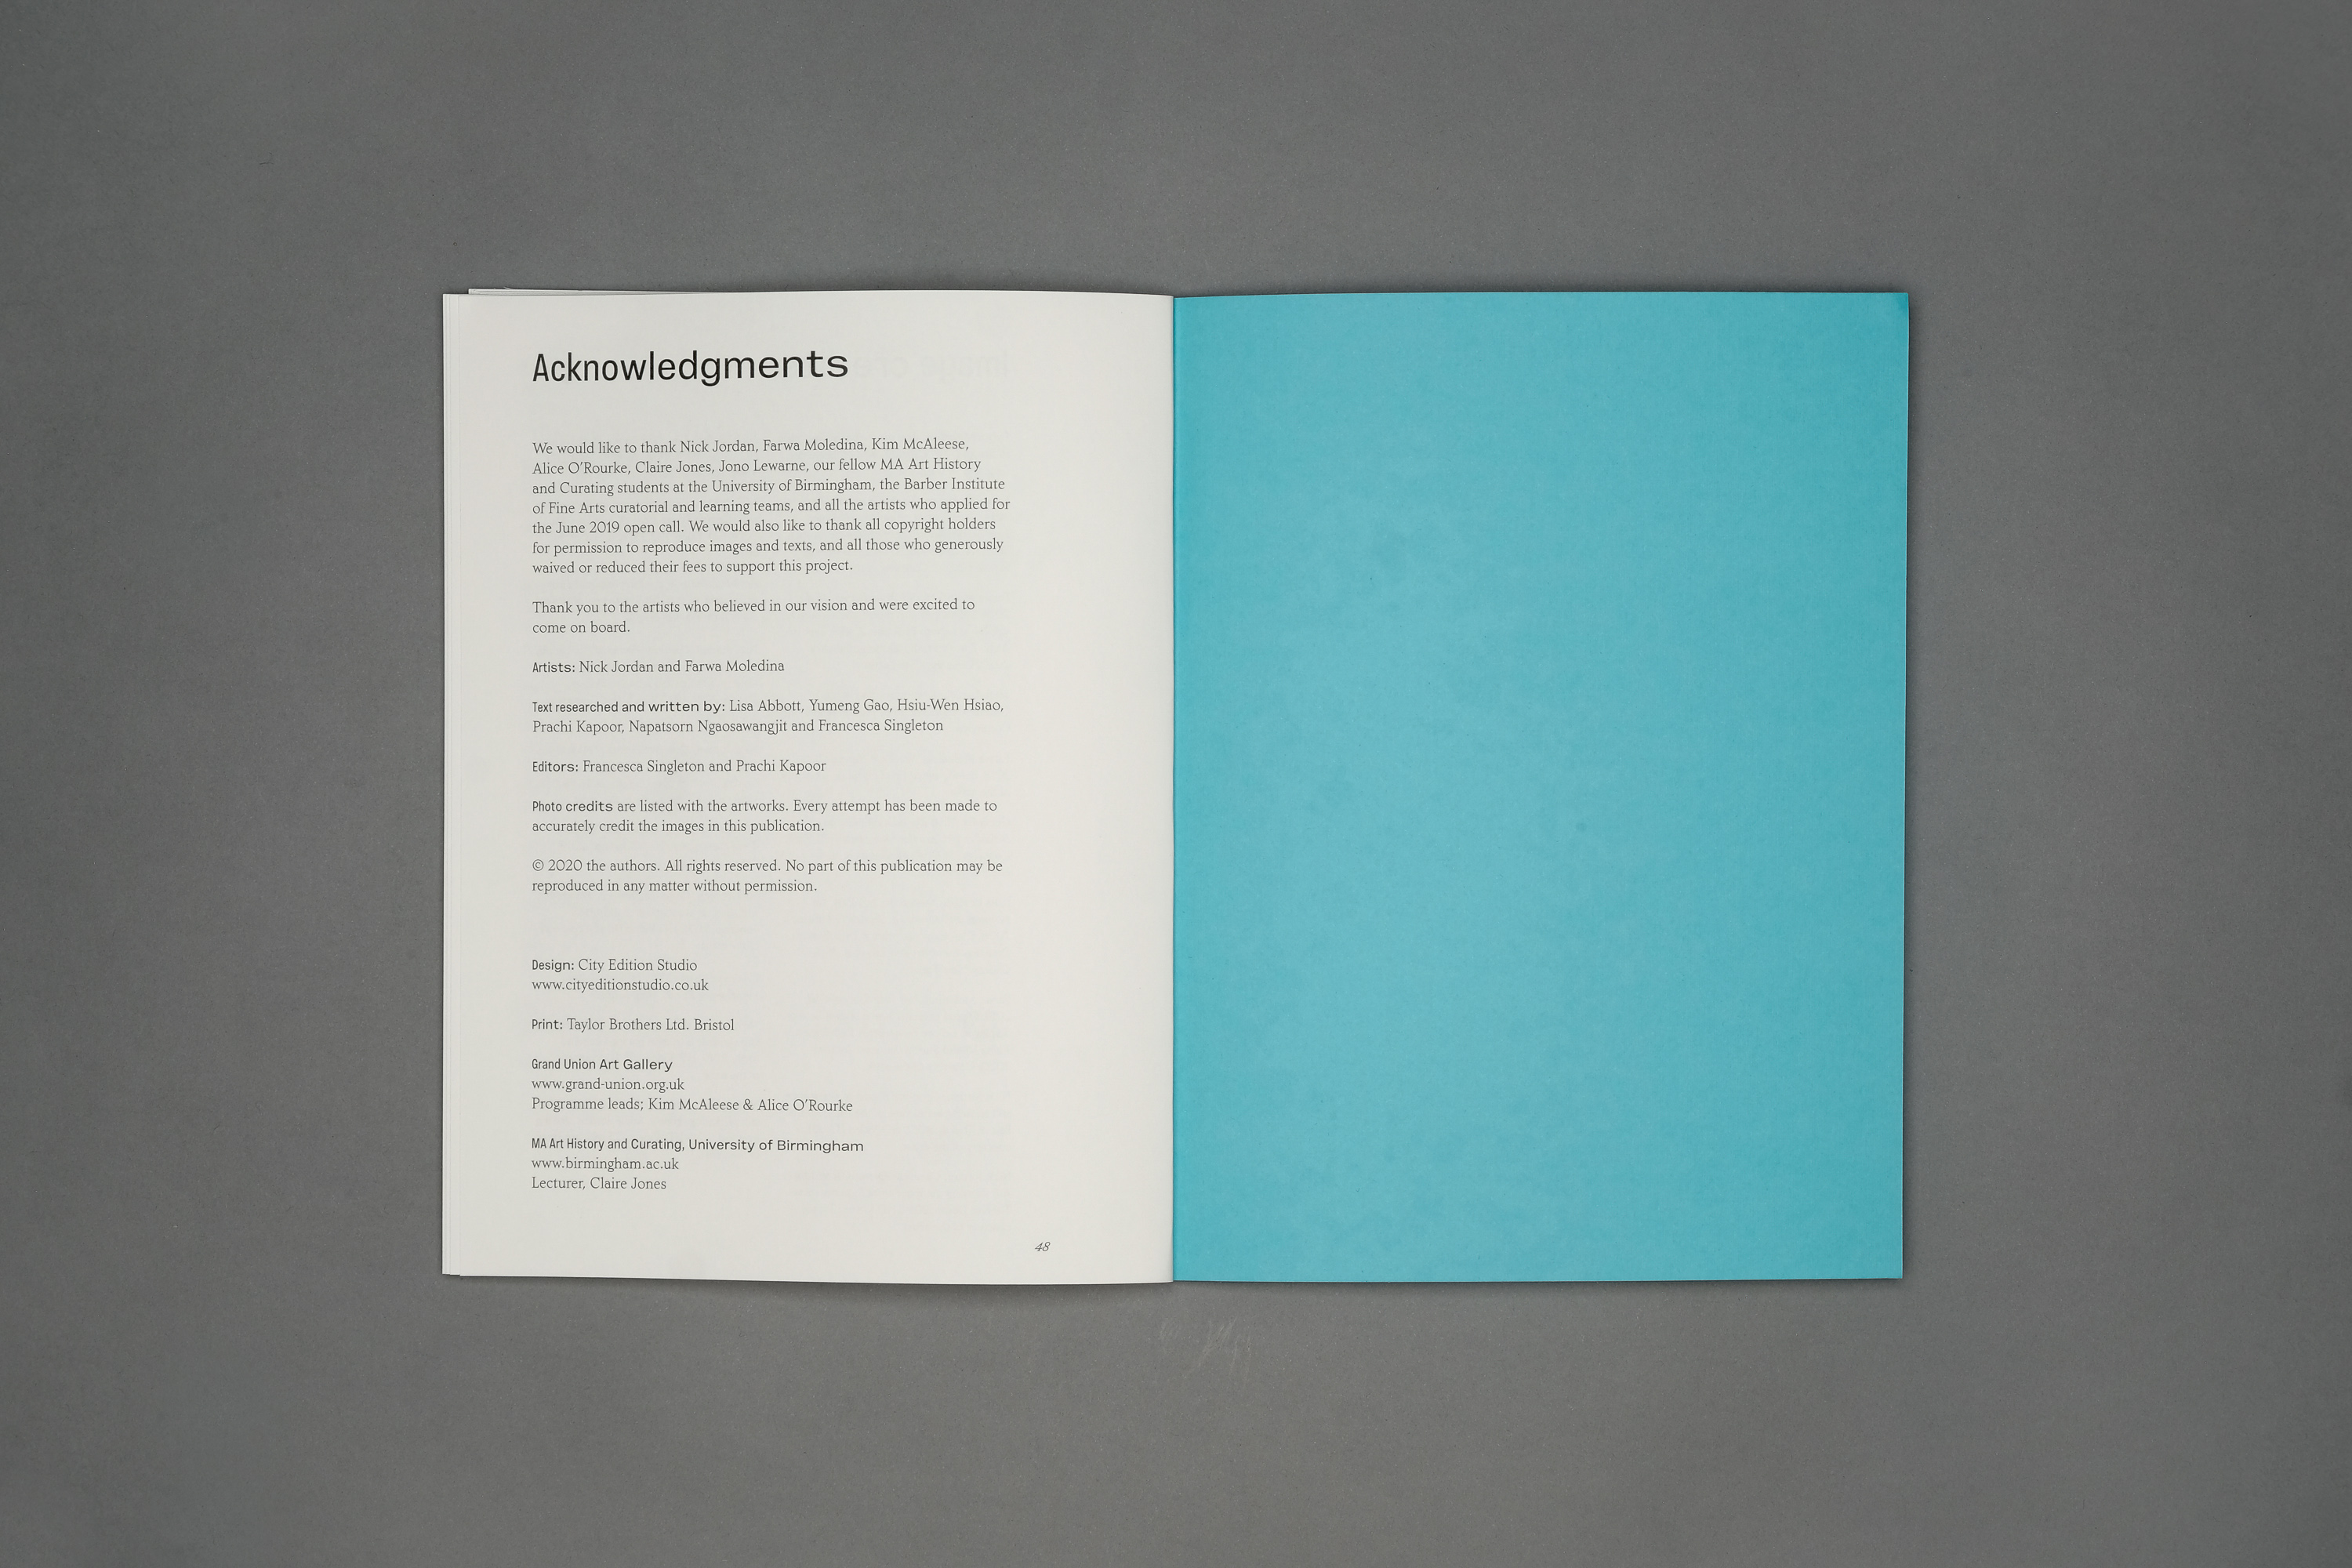 Acknowledgments
We would like to thank Nick Jordan, Farwa Moledina, Kim McAleese,
Alice O'Rourke, Claire Jones, Jono Lewarne, our fellow MA Art History
and Curating students at the University of Birmingham, the Barber Institute
of Fine Arts curatorial and learning teams, and all the artists who applied for
the June 2019 open call. We would also like to thank all copyright holders
for permission to reproduce images and texts, and all those who generously
waived or reduced their fees to support this project.
Thank you to the artists who believed in our vision and were excited to
come on board.
Artists: Nick Jordan and Farwa Moledina
Text researched and written by: Lisa Abbott, Yumeng Gao, Hsiu-Wen Hsiao,
Prachi Kapoor, Napatsorn Ngaosawangjit and Francesca Singleton
Editors: Francesca Singleton and Prachi Kapoor
Photo credits are listed with the artworks. Every attempt has been made to
accurately credit the images in this publication.
© 2020 the authors. All rights reserved. No part of this publication may be
reproduced in any matter without permission.
Design: City Edition Studio
www.cityeditionstudio.co.uk
Print: Taylor Brothers Ltd. Bristol
Grand Union Art Gallery
www.grand-union.org.uk
Programme leads; Kim McAleese & Alice O'Rourke
MA Art History and Curating, University of Birmingham
www.birmingham.ac.uk
Lecturer, Claire Jones
48